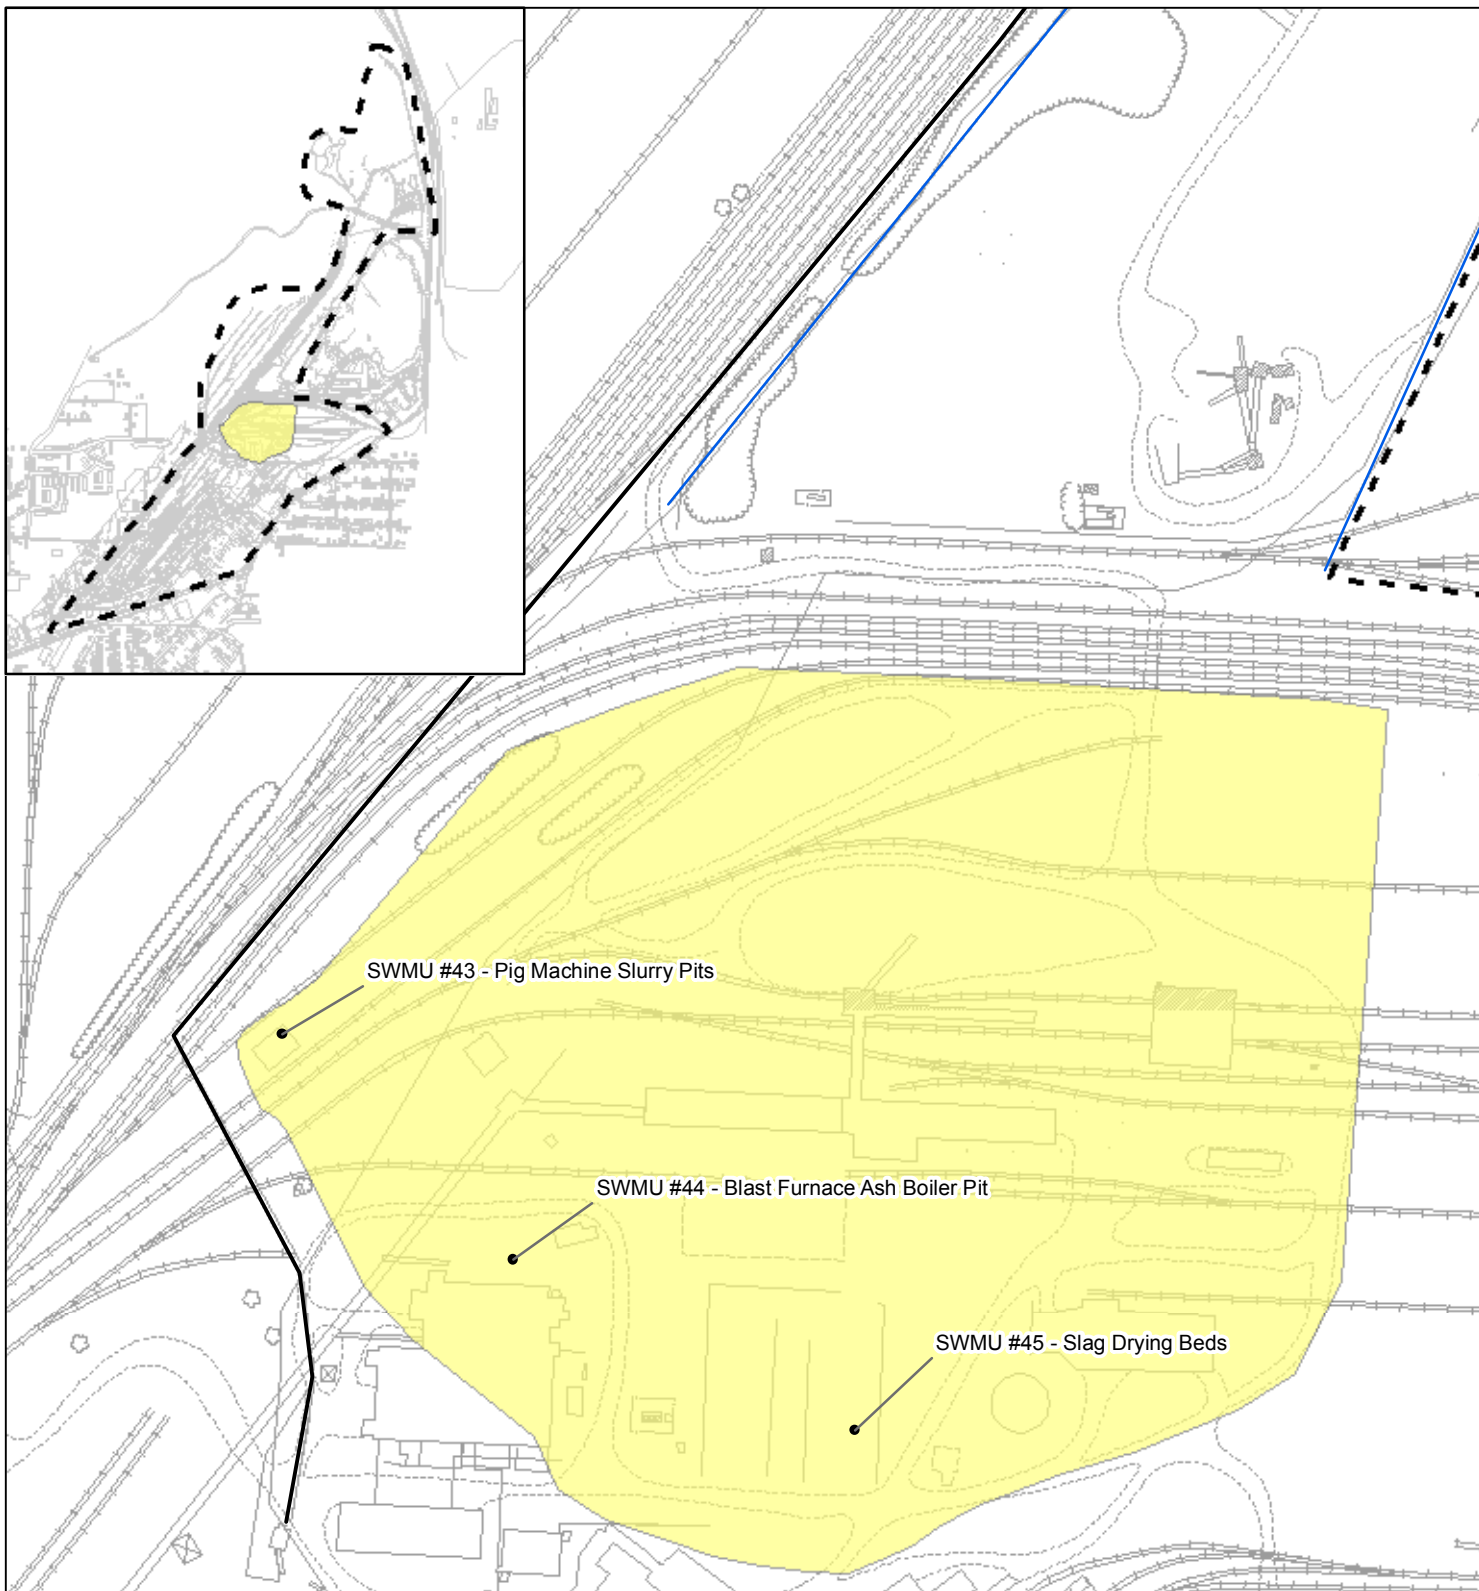 SWMU #43 - Pig Machine Slurry Pits
SWMU #44 - Blast Furnace Ash Boiler Pit
SWMU #45 - Slag Drying Beds